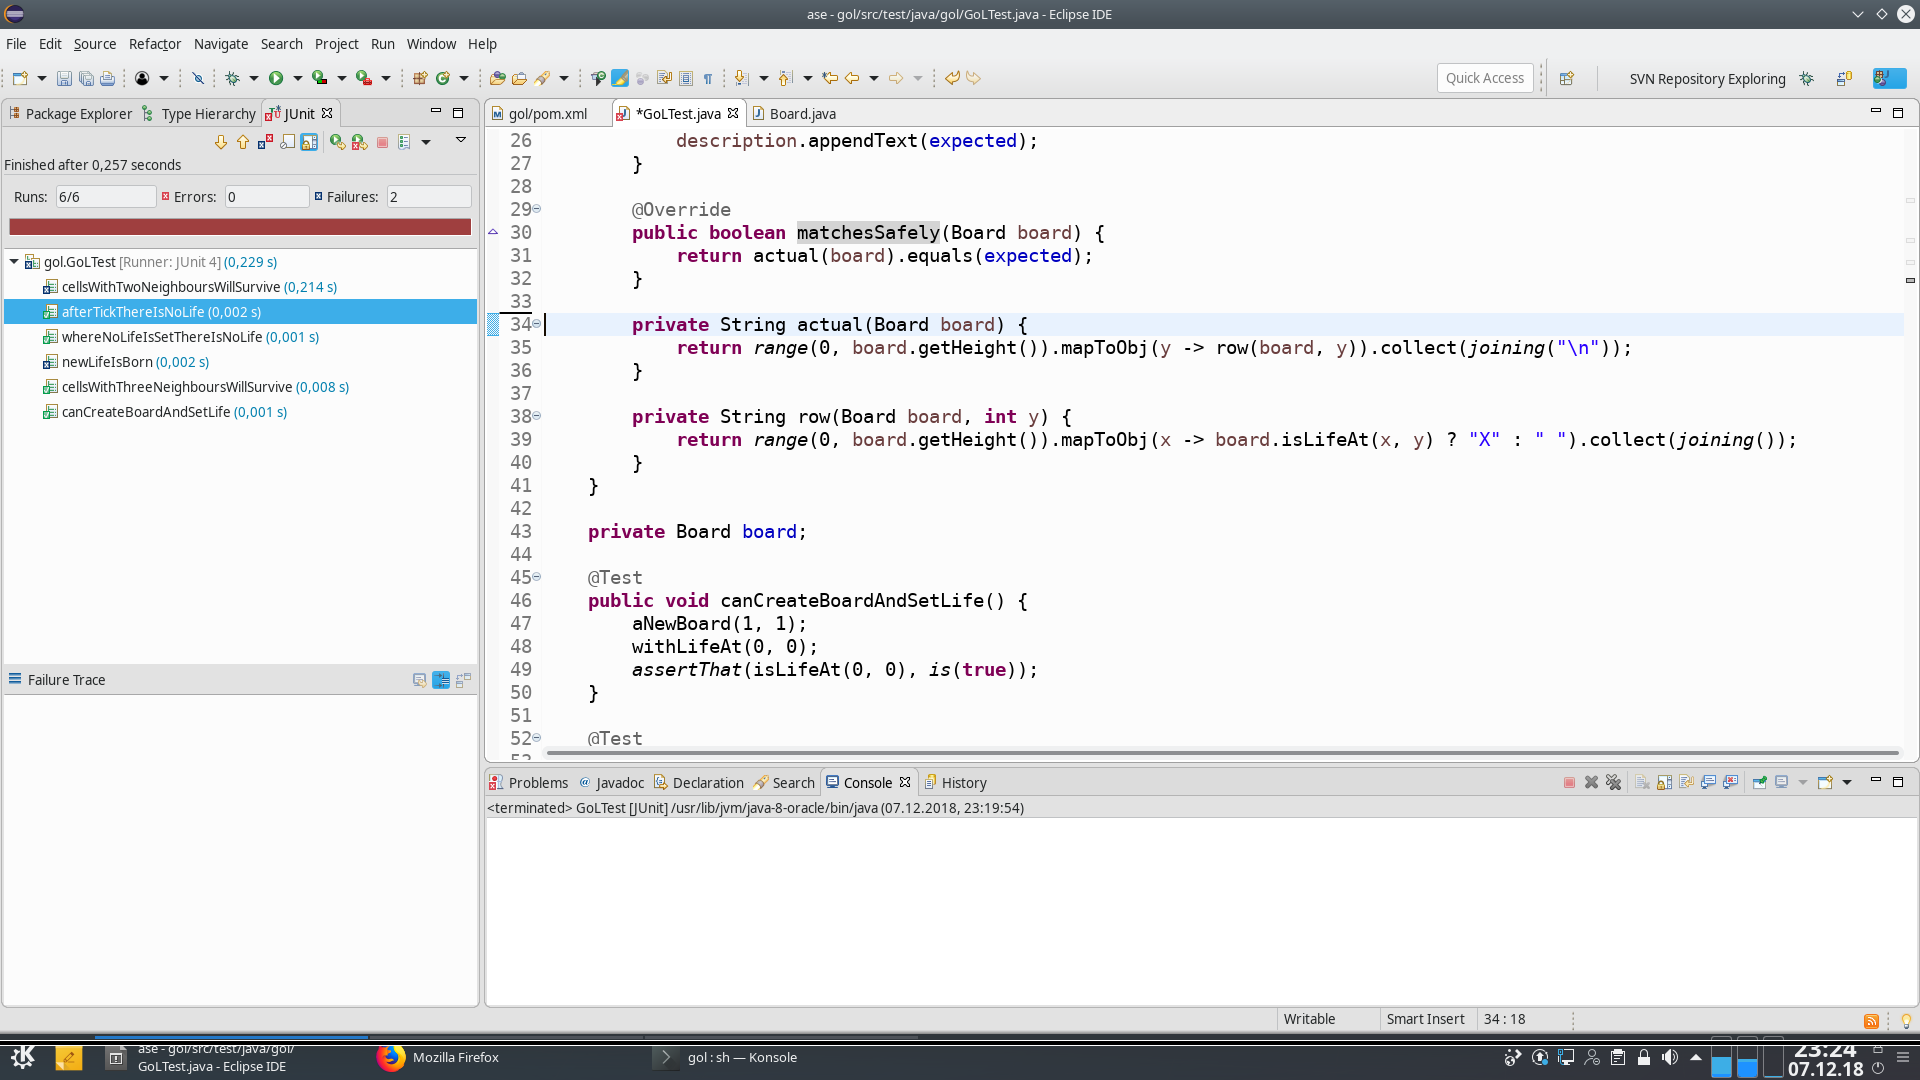 ase - gol/src/test/java/gol/GoLTest.java - Eclipse IDE
File Edit Source Refactor Navigate Search Project Run Window Help
Quick Access SVN Repository Exploring
Package Explorer Type Hierarchy JUnit
Finished after 0,257 seconds
Runs: 6/6 Errors: 0 Failures: 2
gol.GoLTest [Runner: JUnit 4] (0,229 s)
cellsWithTwoNeighboursWillSurvive (0,214 s)
afterTickThereIsNoLife (0,002 s)
whereNoLifeIsSetThereIsNoLife (0,001 s)
newLifeIsBorn (0,002 s)
cellsWithThreeNeighboursWillSurvive (0,008 s)
canCreateBoardAndSetLife (0,001 s)
Failure Trace
gol/pom.xml *GoLTest.java Board.java
26 description.appendText(expected);
27 }
28
29 @Override
30 public boolean matchesSafely(Board board) {
31 return actual(board).equals(expected);
32 }
33
34 private String actual(Board board) {
35 return range(0, board.getHeight()).mapToObj(y -> row(board, y)).collect(joining("\n"));
36 }
37
38 private String row(Board board, int y) {
39 return range(0, board.getHeight()).mapToObj(x -> board.isLifeAt(x, y) ? "X" : " ").collect(joining());
40 }
41 }
42
43 private Board board;
44
45 @Test
46 public void canCreateBoardAndSetLife() {
47 aNewBoard(1, 1);
48 withLifeAt(0, 0);
49 assertThat(isLifeAt(0, 0), is(true));
50 }
51
52 @Test
Problems Javadoc Declaration Search Console History
<terminated> GoLTest [JUnit] /usr/lib/jvm/java-8-oracle/bin/java (07.12.2018, 23:19:54)
Writable Smart Insert 34 : 18
ase - gol/src/test/java/gol/
GoLTest.java - Eclipse IDE
Mozilla Firefox
gol : sh — Konsole
23:24
07.12.18